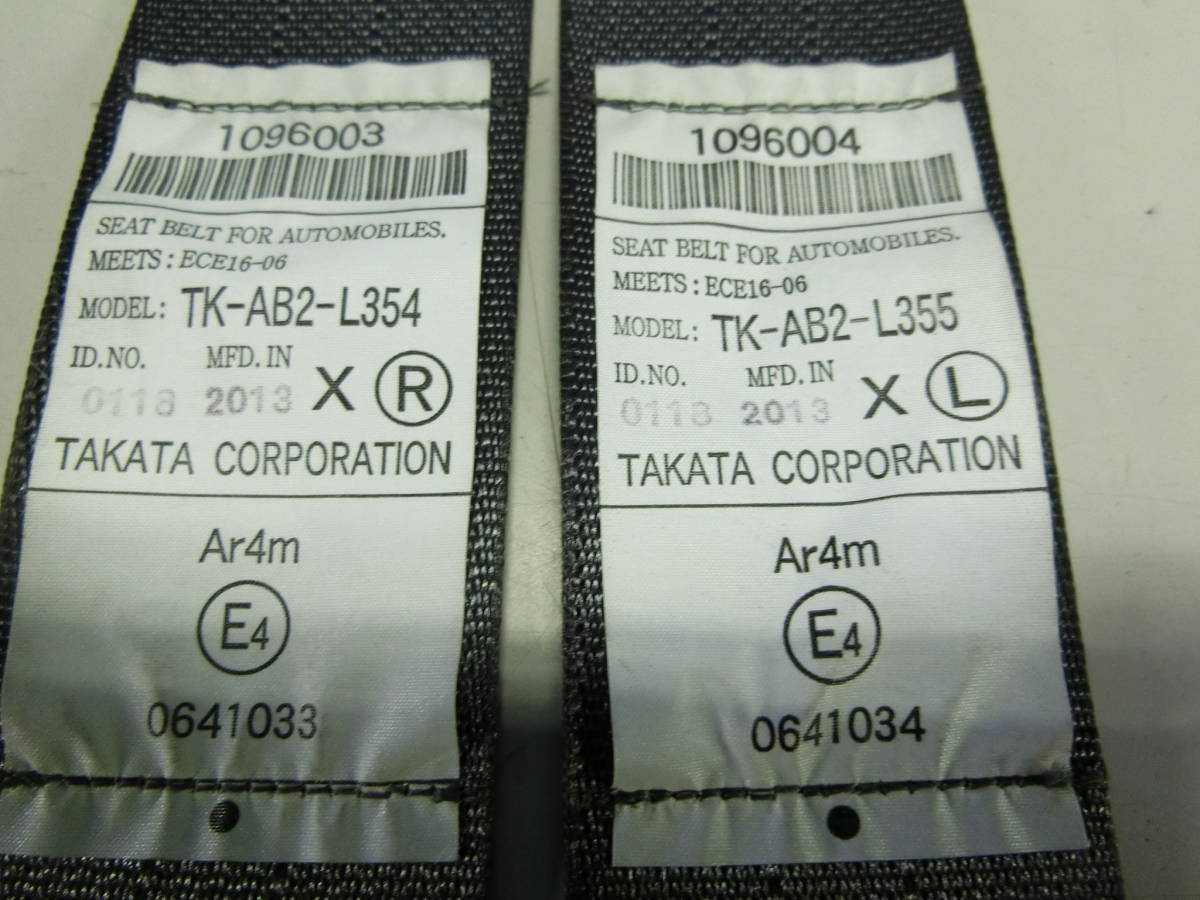 1096003
SEAT BELT FOR AUTOMOBILES.
MEETS: ECE16-06
MODEL: TK-AB2-L354
ID.NO. MFD.IN
0118 2013 X R
TAKATA CORPORATION
Ar4m
E4
0641033
1096004
SEAT BELT FOR AUTOMOBILES.
MEETS: ECE16-06
MODEL: TK-AB2-L355
ID.NO. MFD.IN
0118 2013 X L
TAKATA CORPORATION
Ar4m
E4
0641034